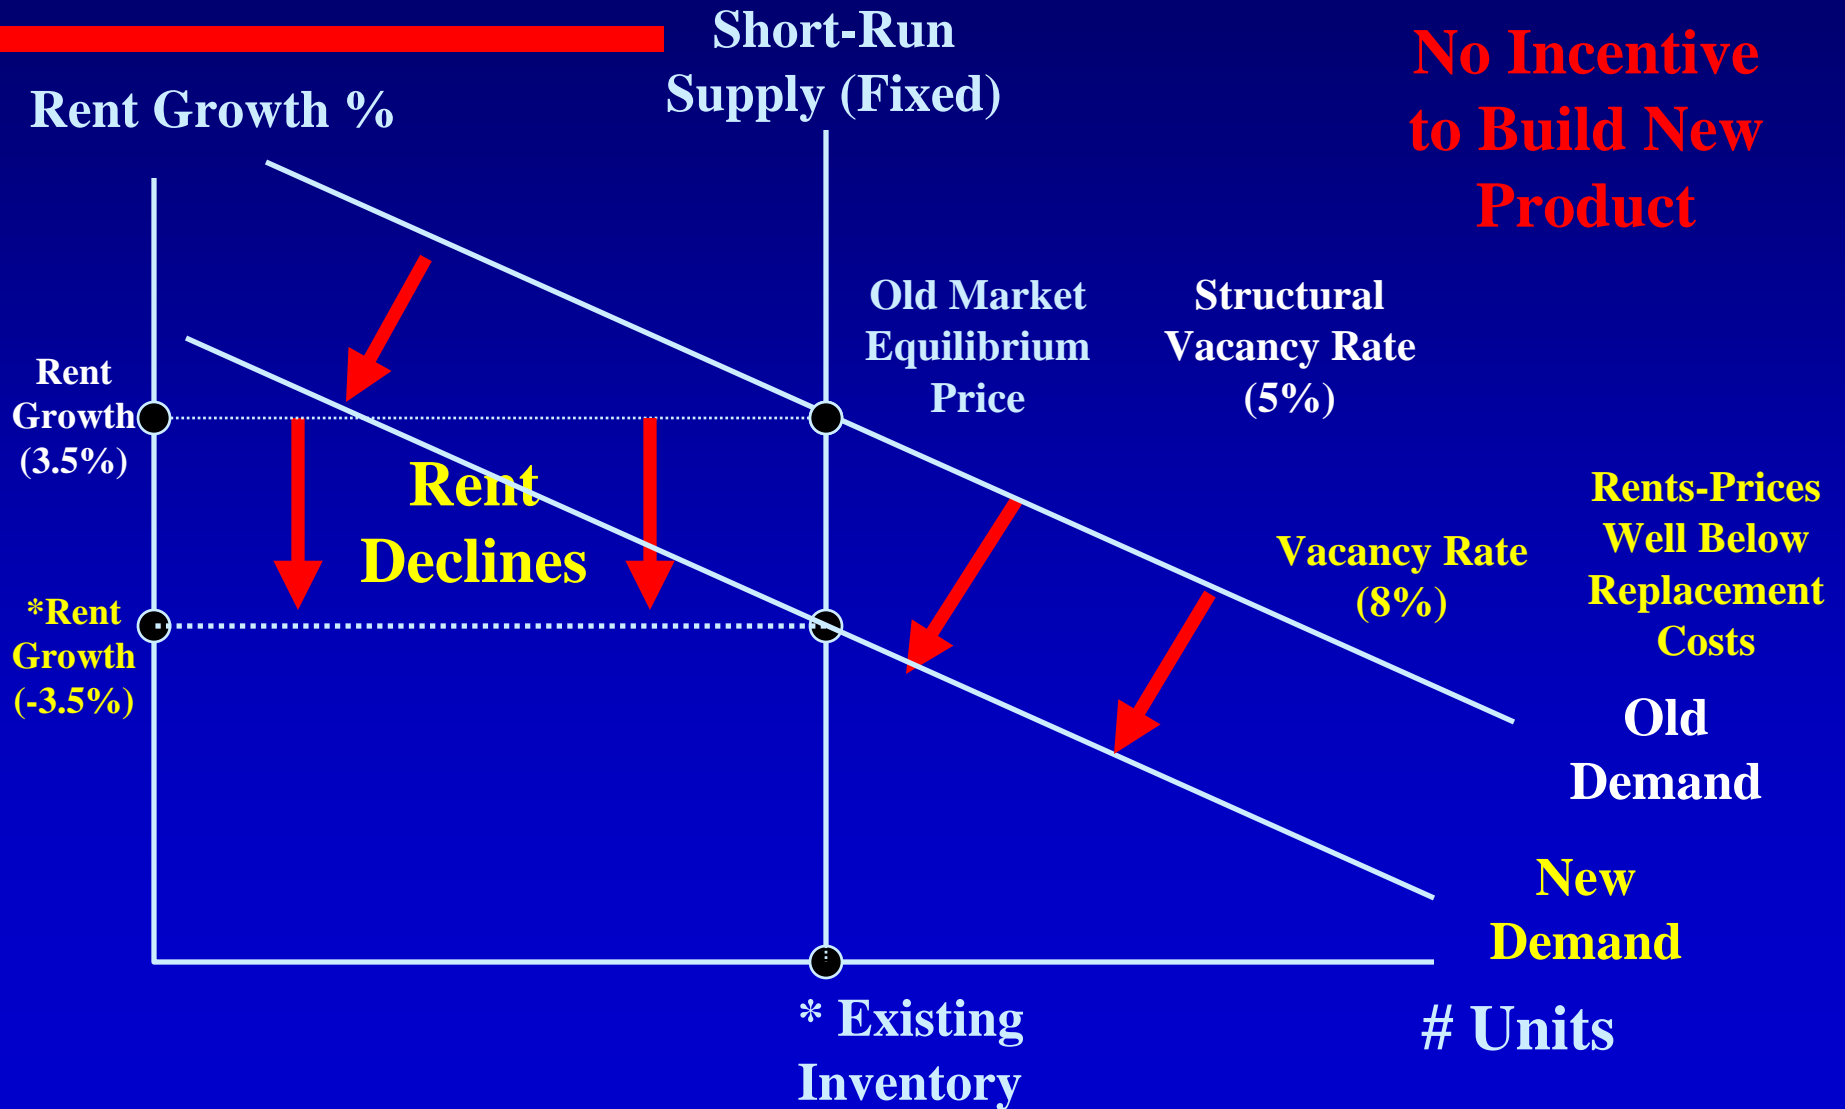 Short-Run
Supply (Fixed)
No Incentive
to Build New
Product
Rent Growth %
Old Market
Equilibrium
Price
Structural
Vacancy Rate
(5%)
Rent
Growth
(3.5%)
Rent
Declines
Rents-Prices
Well Below
Replacement
Costs
Vacancy Rate
(8%)
*Rent
Growth
(-3.5%)
Old
Demand
New
Demand
* Existing
Inventory
# Units